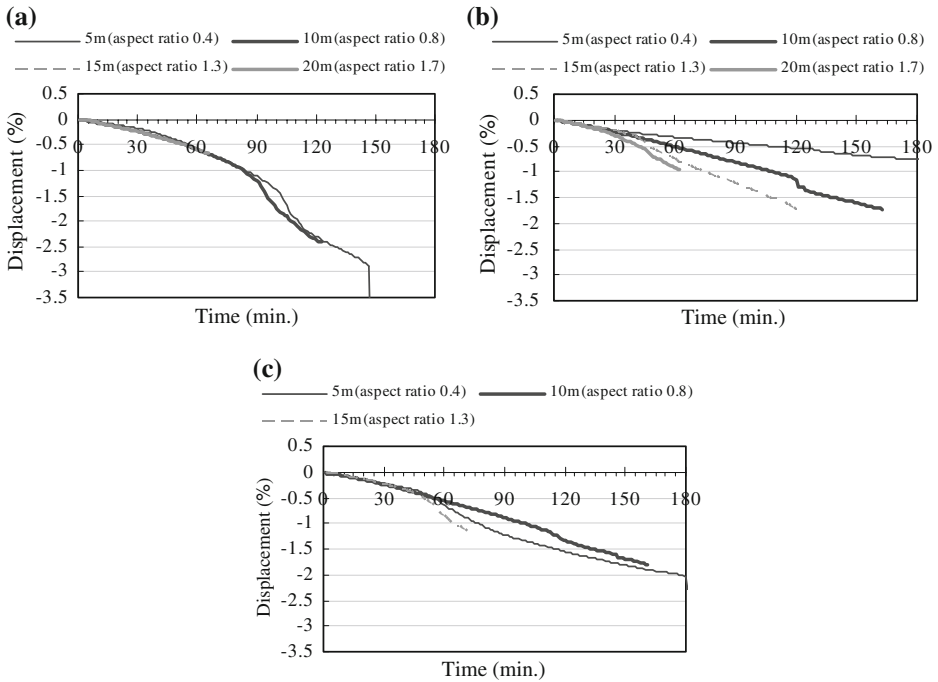 (a)
5m(aspect ratio 0.4) 10m(aspect ratio 0.8)
15m(aspect ratio 1.3) 20m(aspect ratio 1.7)
0.5
0
-0.5
-1
-1.5
-2
-2.5
-3
-3.5
0 30 60 90 120 150 180
Displacement (%)
Time (min.)
(b)
5m(aspect ratio 0.4) 10m(aspect ratio 0.8)
15m(aspect ratio 1.3) 20m(aspect ratio 1.7)
0.5
0
-0.5
-1
-1.5
-2
-2.5
-3
-3.5
0 30 60 90 120 150 180
Displacement (%)
Time (min.)
(c)
5m(aspect ratio 0.4) 10m(aspect ratio 0.8)
15m(aspect ratio 1.3)
0.5
0
-0.5
-1
-1.5
-2
-2.5
-3
-3.5
0 30 60 90 120 150 180
Displacement (%)
Time (min.)